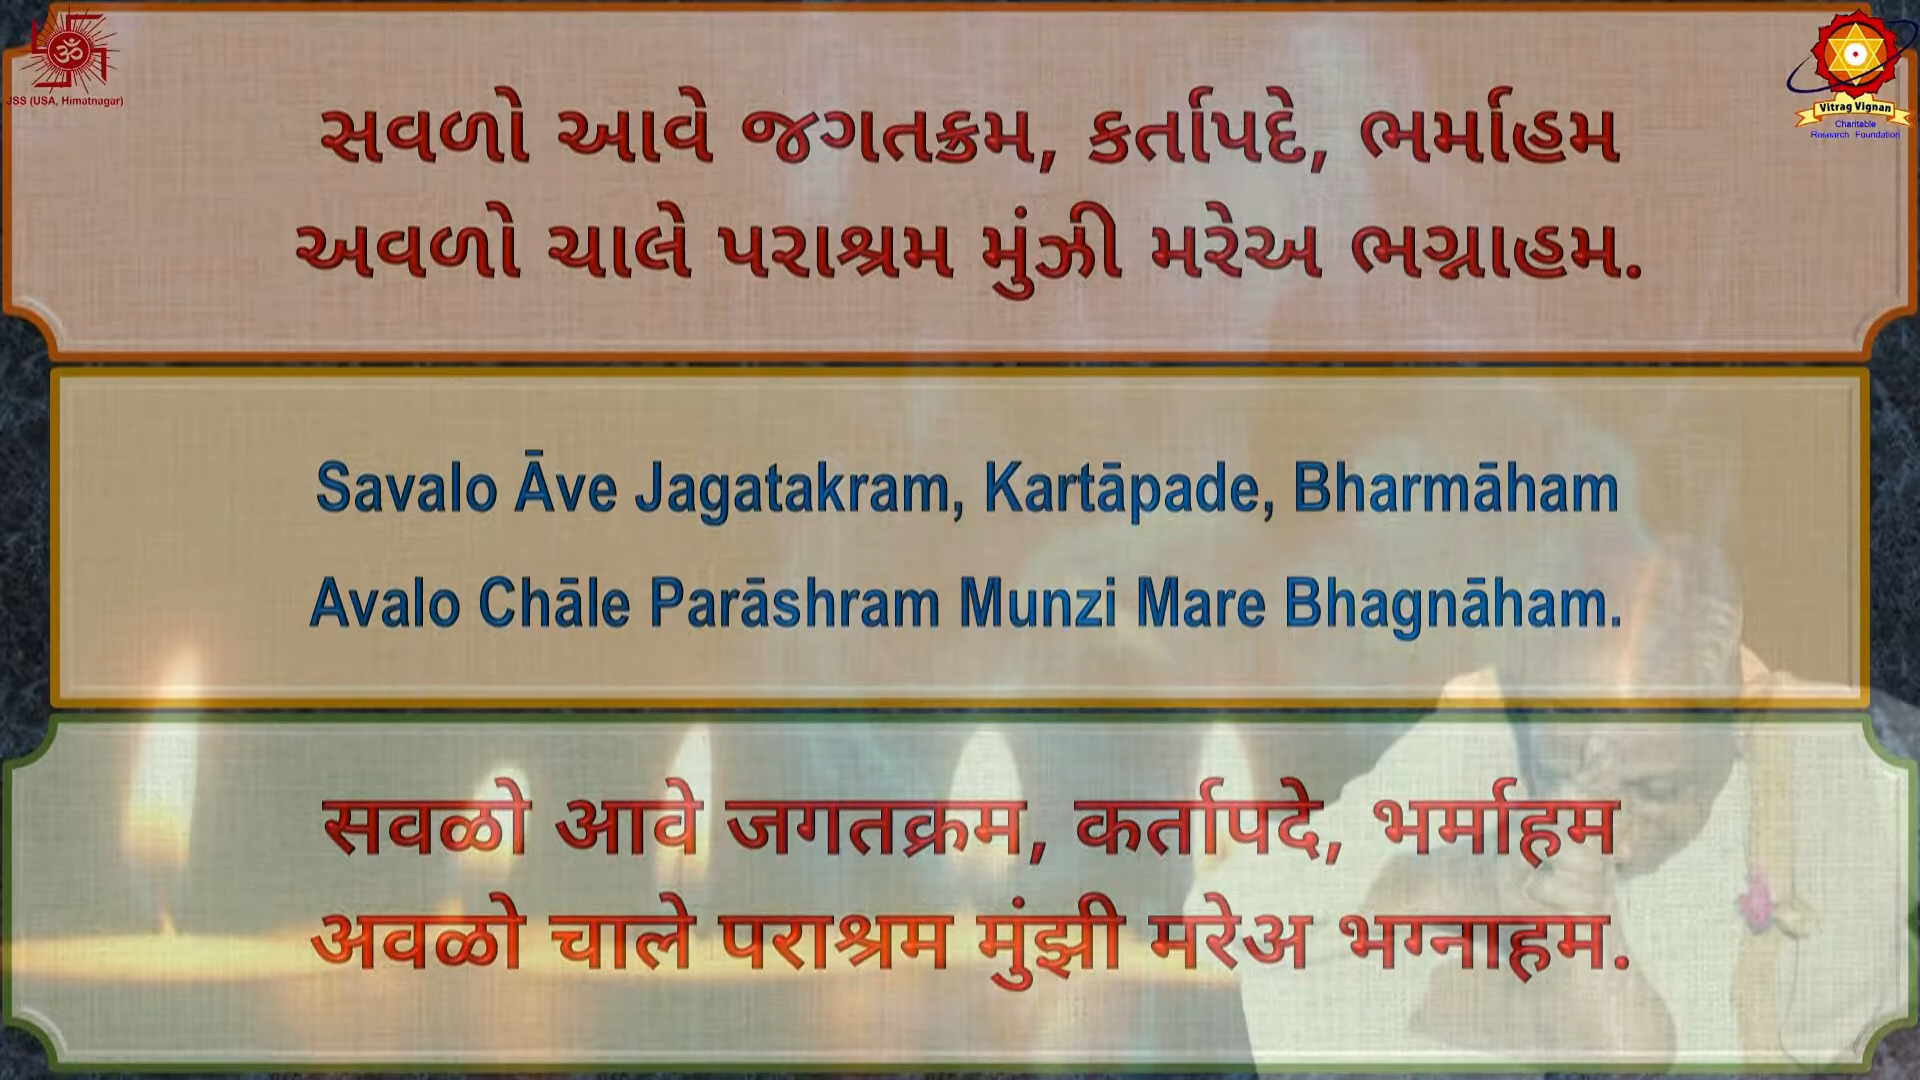 ॐ
JSS (USA, Himatnagar)
Vitrag Vignan
Charitable
Research Foundation
સવળો આવે જગતક્રમ, કર્તાપદે, ભર્માહમ
અવળો ચાલે પરાશ્રમ મુંઝી મરેઅ ભગ્નાહમ.
Savalo Āve Jagatakram, Kartāpade, Bharmāham
Avalo Chāle Parāshram Munzi Mare Bhagnāham.
सवळो आवे जगतक्रम, कर्तापदे, भर्माहम
अवळो चाले पराश्रम मुंझी मरेअ भग्नाहम.